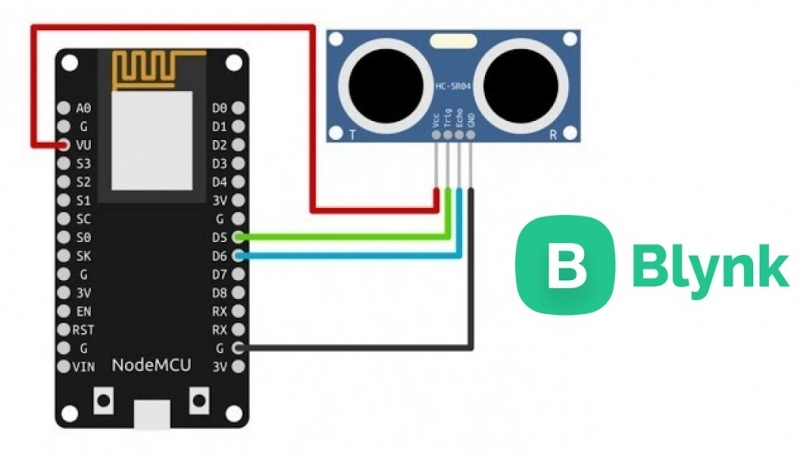 A0
G
VU
S3
S2
S1
SC
S0
SK
G
3V
EN
RST
G
VIN
D0
D1
D2
D3
D4
3V
G
D5
D6
D7
D8
RX
RX
G
3V
NodeMCU
HC-SR04
Vcc
Trig
Echo
GND
T
R
B Blynk